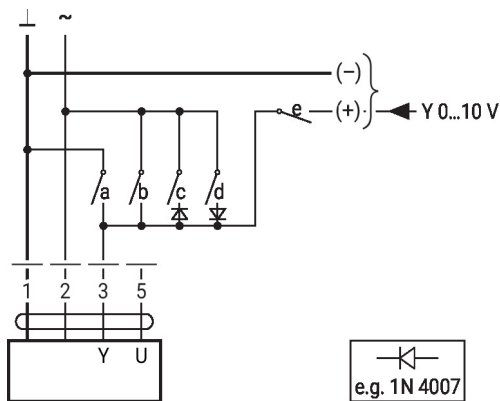 ⊥ ~
(–)
e (+) Y 0...10 V
a b c d
1 2 3 5
Y U
e.g. 1N 4007